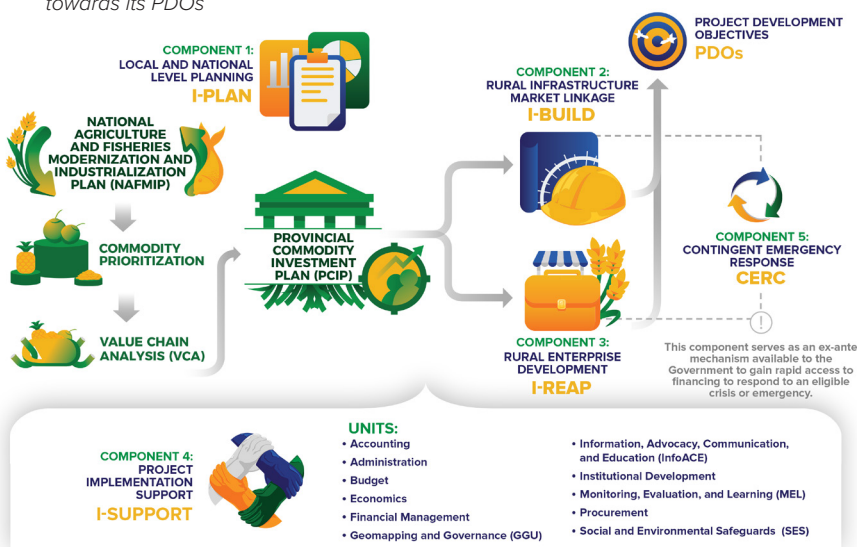 towards its PDOs
COMPONENT 1:
LOCAL AND NATIONAL
LEVEL PLANNING
I-PLAN
NATIONAL
AGRICULTURE
AND FISHERIES
MODERNIZATION AND
INDUSTRIALIZATION
PLAN (NAFMIP)
COMMODITY
PRIORITIZATION
VALUE CHAIN
ANALYSIS (VCA)
PROVINCIAL
COMMODITY
INVESTMENT
PLAN (PCIP)
COMPONENT 2:
RURAL INFRASTRUCTURE
MARKET LINKAGE
I-BUILD
COMPONENT 3:
RURAL ENTERPRISE
DEVELOPMENT
I-REAP
PROJECT DEVELOPMENT
OBJECTIVES
PDOs
COMPONENT 5:
CONTINGENT EMERGENCY
RESPONSE
CERC
!
This component serves as an ex-ante
mechanism available to the
Government to gain rapid access to
financing to respond to an eligible
crisis or emergency.
COMPONENT 4:
PROJECT
IMPLEMENTATION
SUPPORT
I-SUPPORT
UNITS:
• Accounting
• Administration
• Budget
• Economics
• Financial Management
• Geomapping and Governance (GGU)
• Information, Advocacy, Communication,
and Education (InfoACE)
• Institutional Development
• Monitoring, Evaluation, and Learning (MEL)
• Procurement
• Social and Environmental Safeguards (SES)